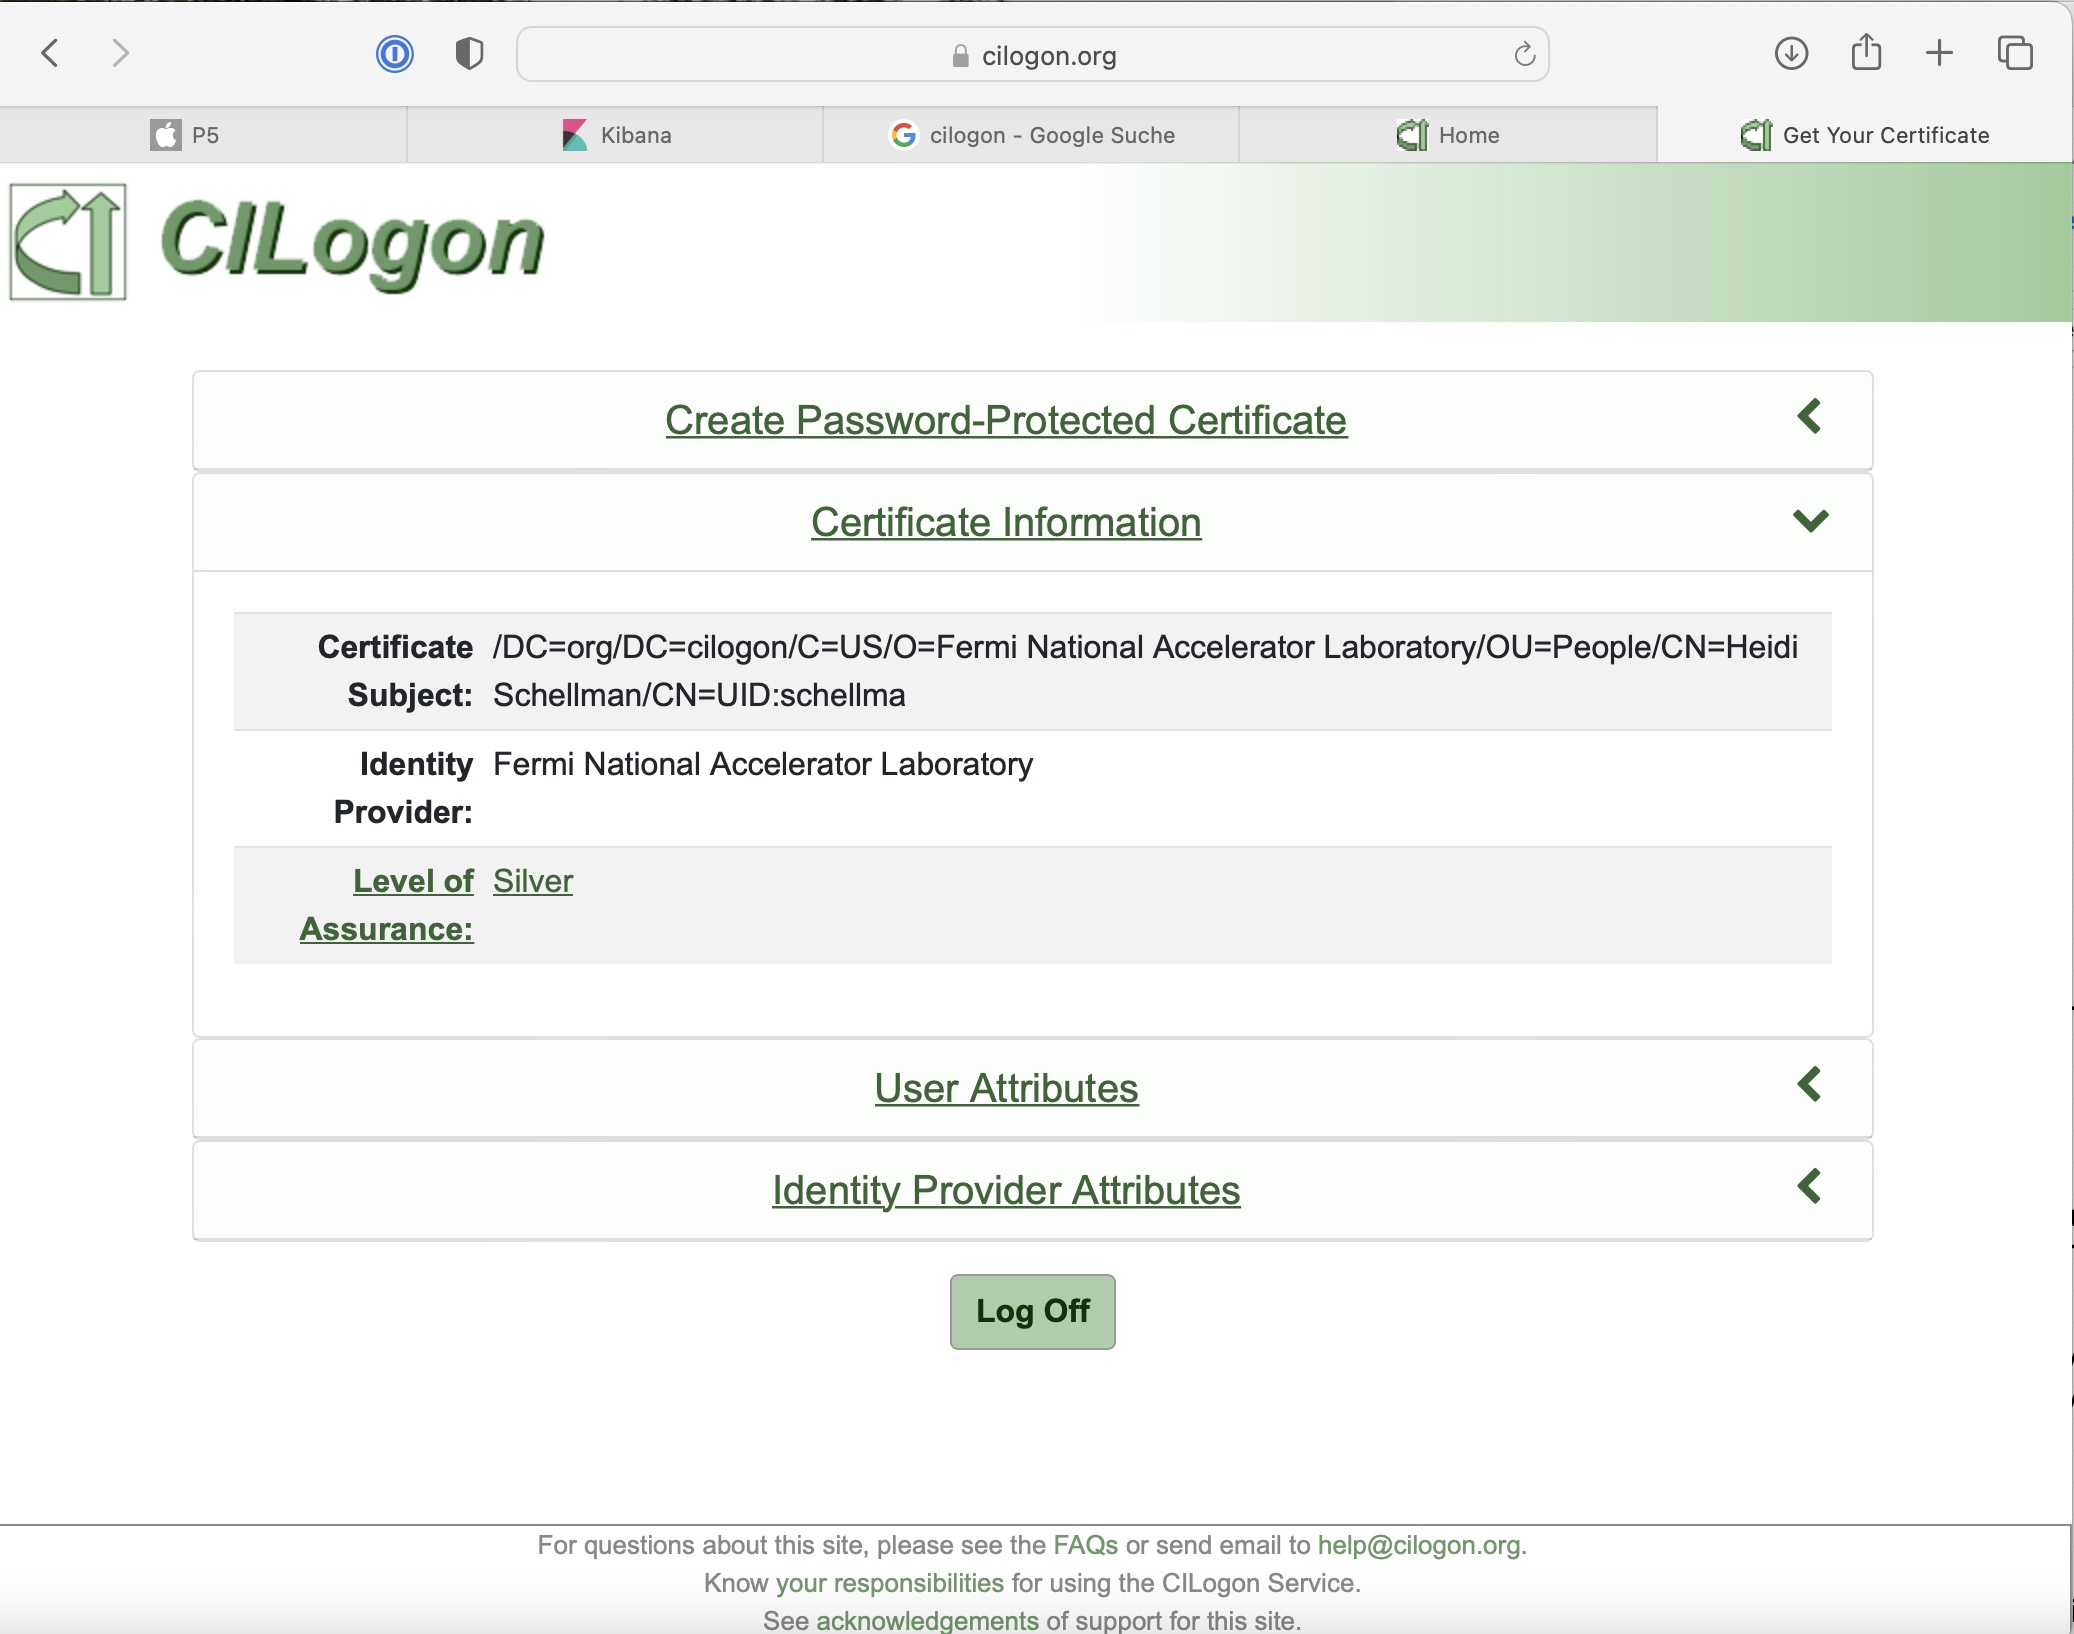 cilogon.org
P5
Kibana
cilogon - Google Suche
Home
Get Your Certificate
CILogon
Create Password-Protected Certificate
Certificate Information
Certificate Subject: /DC=org/DC=cilogon/C=US/O=Fermi National Accelerator Laboratory/OU=People/CN=Heidi
Schellman/CN=UID:schellma
Identity Provider: Fermi National Accelerator Laboratory
Level of Assurance: Silver
User Attributes
Identity Provider Attributes
Log Off
For questions about this site, please see the FAQs or send email to help@cilogon.org.
Know your responsibilities for using the CILogon Service.
See acknowledgements of support for this site.